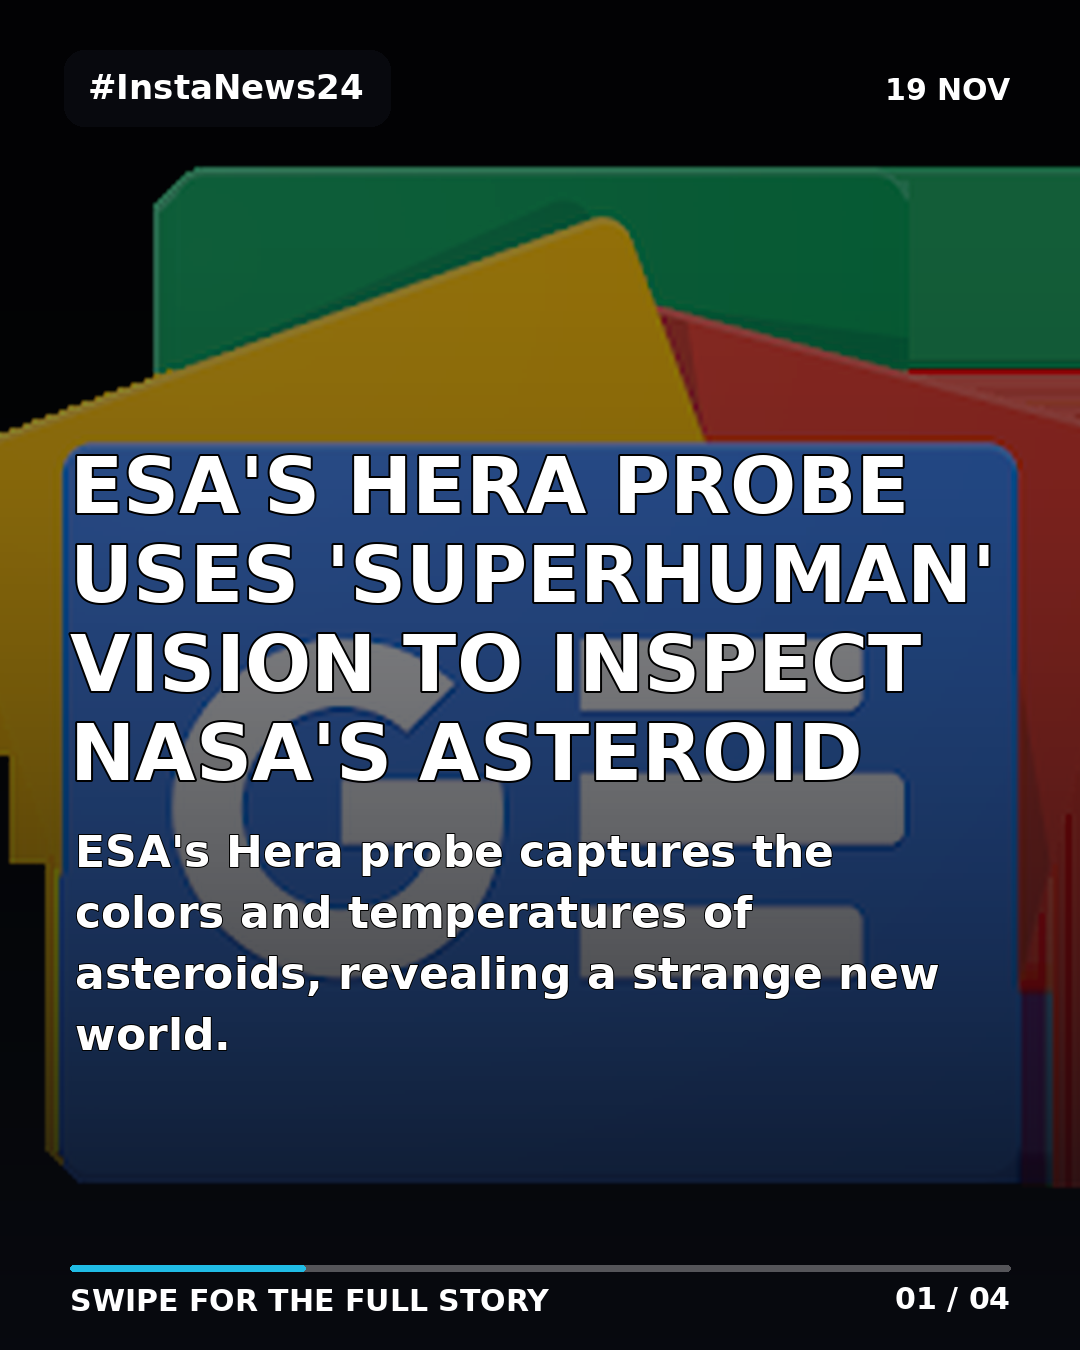 #InstaNews24
19 NOV
ESA'S HERA PROBE
USES 'SUPERHUMAN'
VISION TO INSPECT
NASA'S ASTEROID
ESA's Hera probe captures the
colors and temperatures of
asteroids, revealing a strange new
world.
SWIPE FOR THE FULL STORY
01 / 04